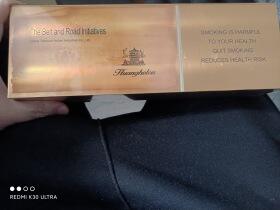 The Belt and Road Initiatives
SMOKING IS HARMFUL
TO YOUR HEALTH
QUIT SMOKING
REDUCES HEALTH RISK
Huanghelou
REDMI K30 ULTRA